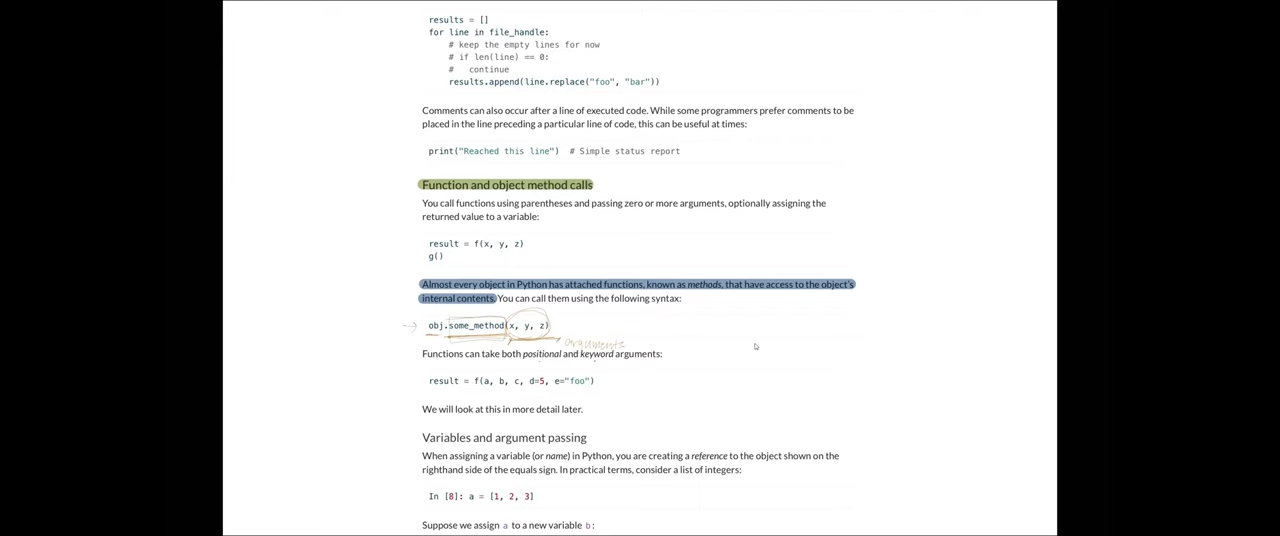 results = []
for line in file_handle:
    # keep the empty lines for now
    # if len(line) == 0:
    #   continue
    results.append(line.replace("foo", "bar"))
Comments can also occur after a line of executed code. While some programmers prefer comments to be
placed in the line preceding a particular line of code, this can be useful at times:
print("Reached this line")  # Simple status report
Function and object method calls
You call functions using parentheses and passing zero or more arguments, optionally assigning the
returned value to a variable:
result = f(x, y, z)
g()
Almost every object in Python has attached functions, known as methods, that have access to the object's
internal contents. You can call them using the following syntax:
obj.some_method(x, y, z)
arguments
Functions can take both positional and keyword arguments:
result = f(a, b, c, d=5, e="foo")
We will look at this in more detail later.
Variables and argument passing
When assigning a variable (or name) in Python, you are creating a reference to the object shown on the
righthand side of the equals sign. In practical terms, consider a list of integers:
In [8]: a = [1, 2, 3]
Suppose we assign a to a new variable b: